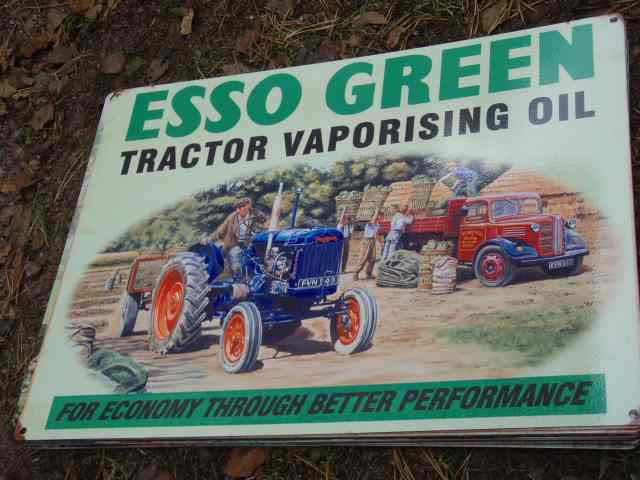 ESSO GREEN
TRACTOR VAPORISING OIL
FOR ECONOMY THROUGH BETTER PERFORMANCE